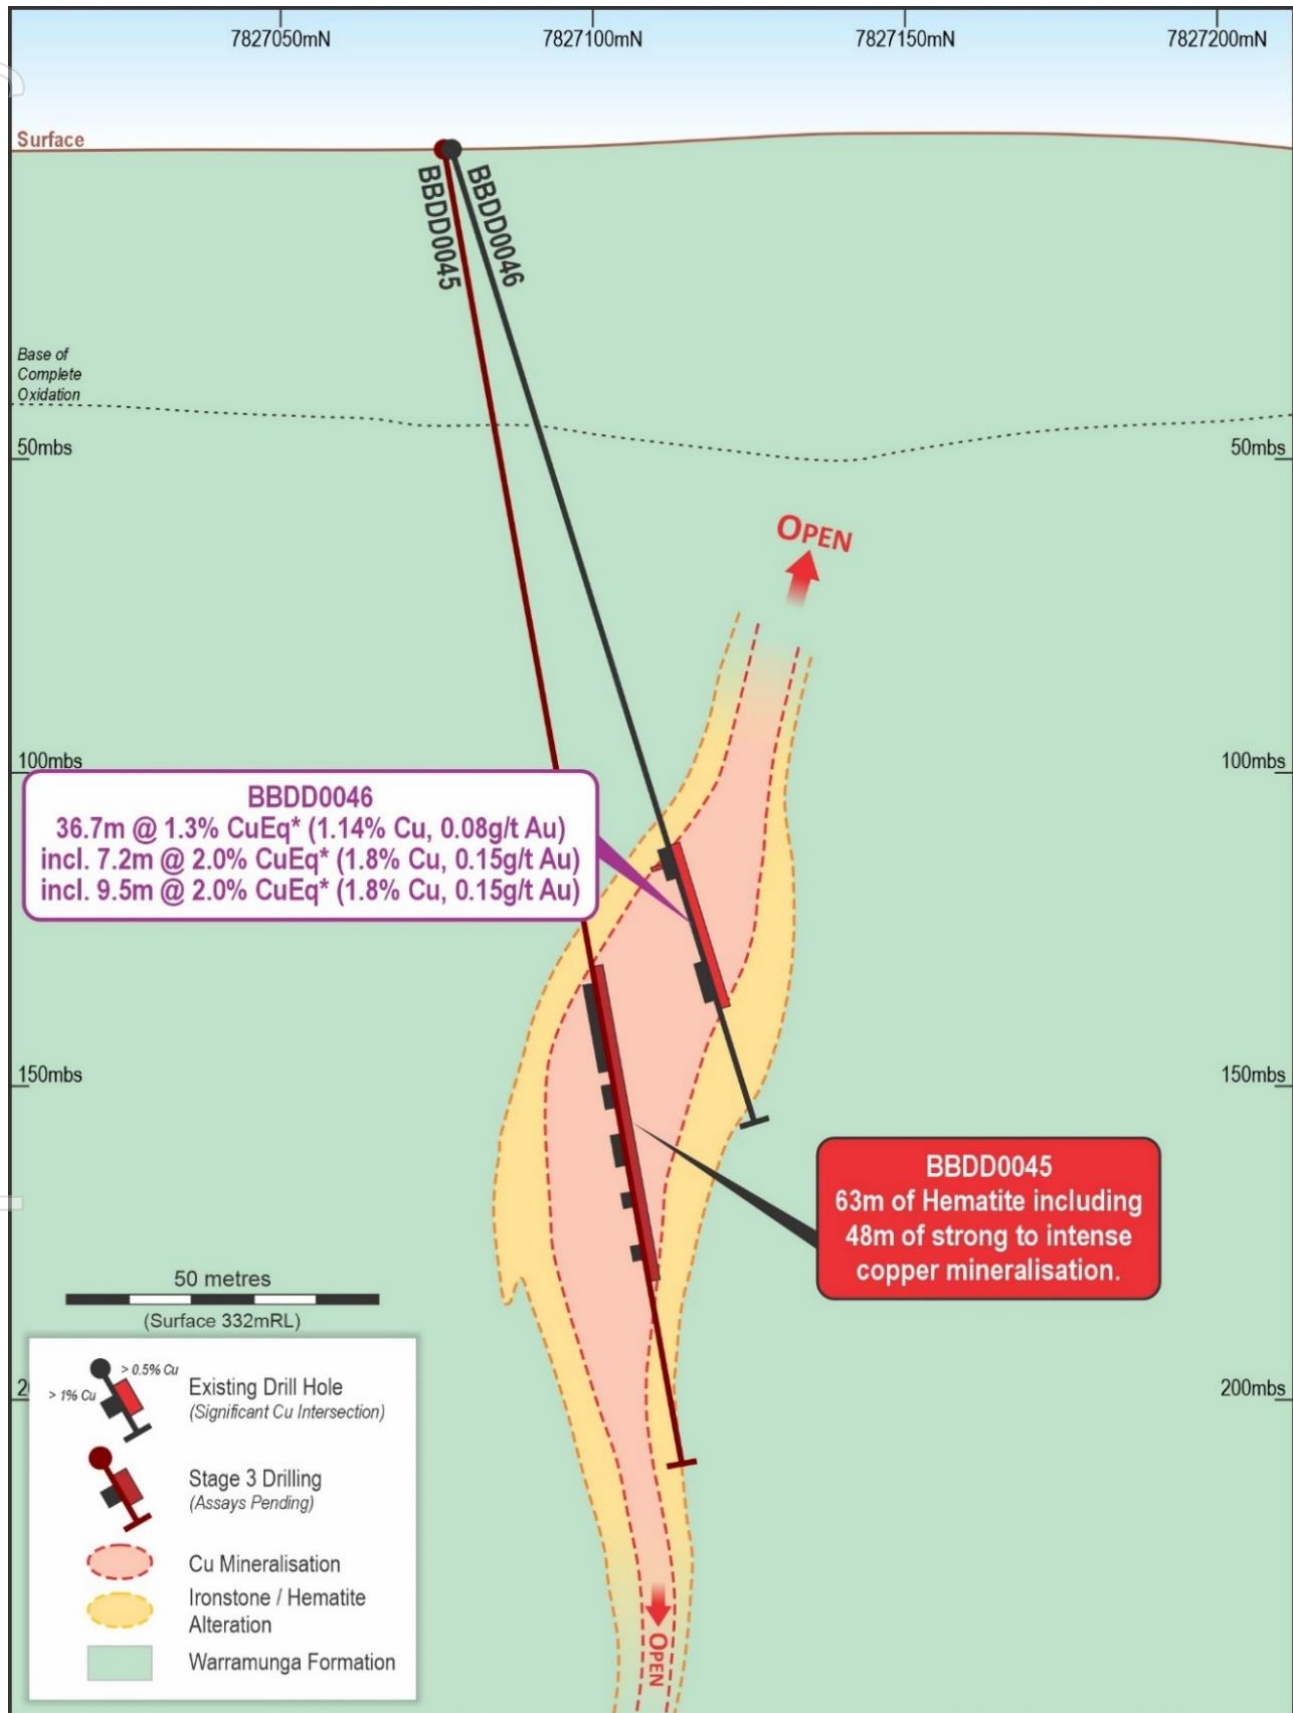 7827050mN 7827100mN 7827150mN 7827200mN
Surface
BBDD0045
BBDD0046
Base of
Complete
Oxidation
50mbs 50mbs
OPEN
100mbs 100mbs
BBDD0046
36.7m @ 1.3% CuEq* (1.14% Cu, 0.08g/t Au)
incl. 7.2m @ 2.0% CuEq* (1.8% Cu, 0.15g/t Au)
incl. 9.5m @ 2.0% CuEq* (1.8% Cu, 0.15g/t Au)
150mbs 150mbs
BBDD0045
63m of Hematite including
48m of strong to intense
copper mineralisation.
50 metres
(Surface 332mRL)
200mbs
> 0.5% Cu
> 1% Cu
Existing Drill Hole
(Significant Cu Intersection)
Stage 3 Drilling
(Assays Pending)
Cu Mineralisation
Ironstone / Hematite
Alteration
Warramunga Formation
OPEN